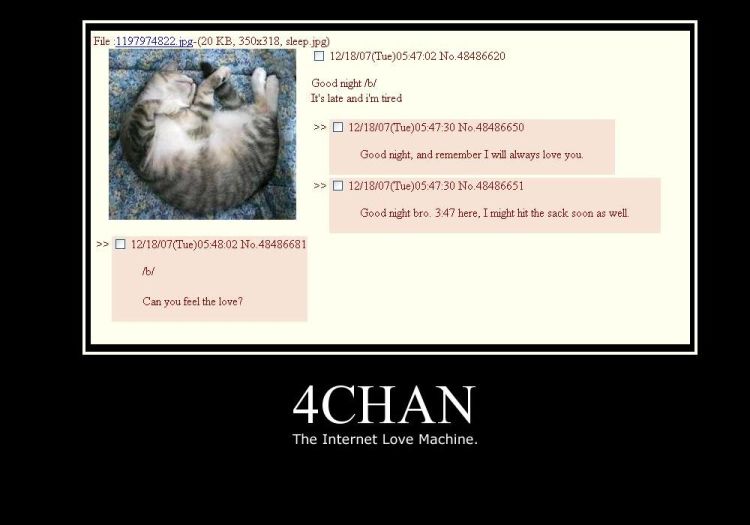 File :1197974822.jpg-(20 KB, 350x318, sleep.jpg)
12/18/07(Tue)05:47:02 No.48486620
Good night /b/
It's late and i'm tired
>> 12/18/07(Tue)05:47:30 No.48486650
Good night, and remember I will always love you.
>> 12/18/07(Tue)05:47:30 No.48486651
Good night bro. 3:47 here, I might hit the sack soon as well.
>> 12/18/07(Tue)05:48:02 No.48486681
/b/
Can you feel the love?
4CHAN
The Internet Love Machine.